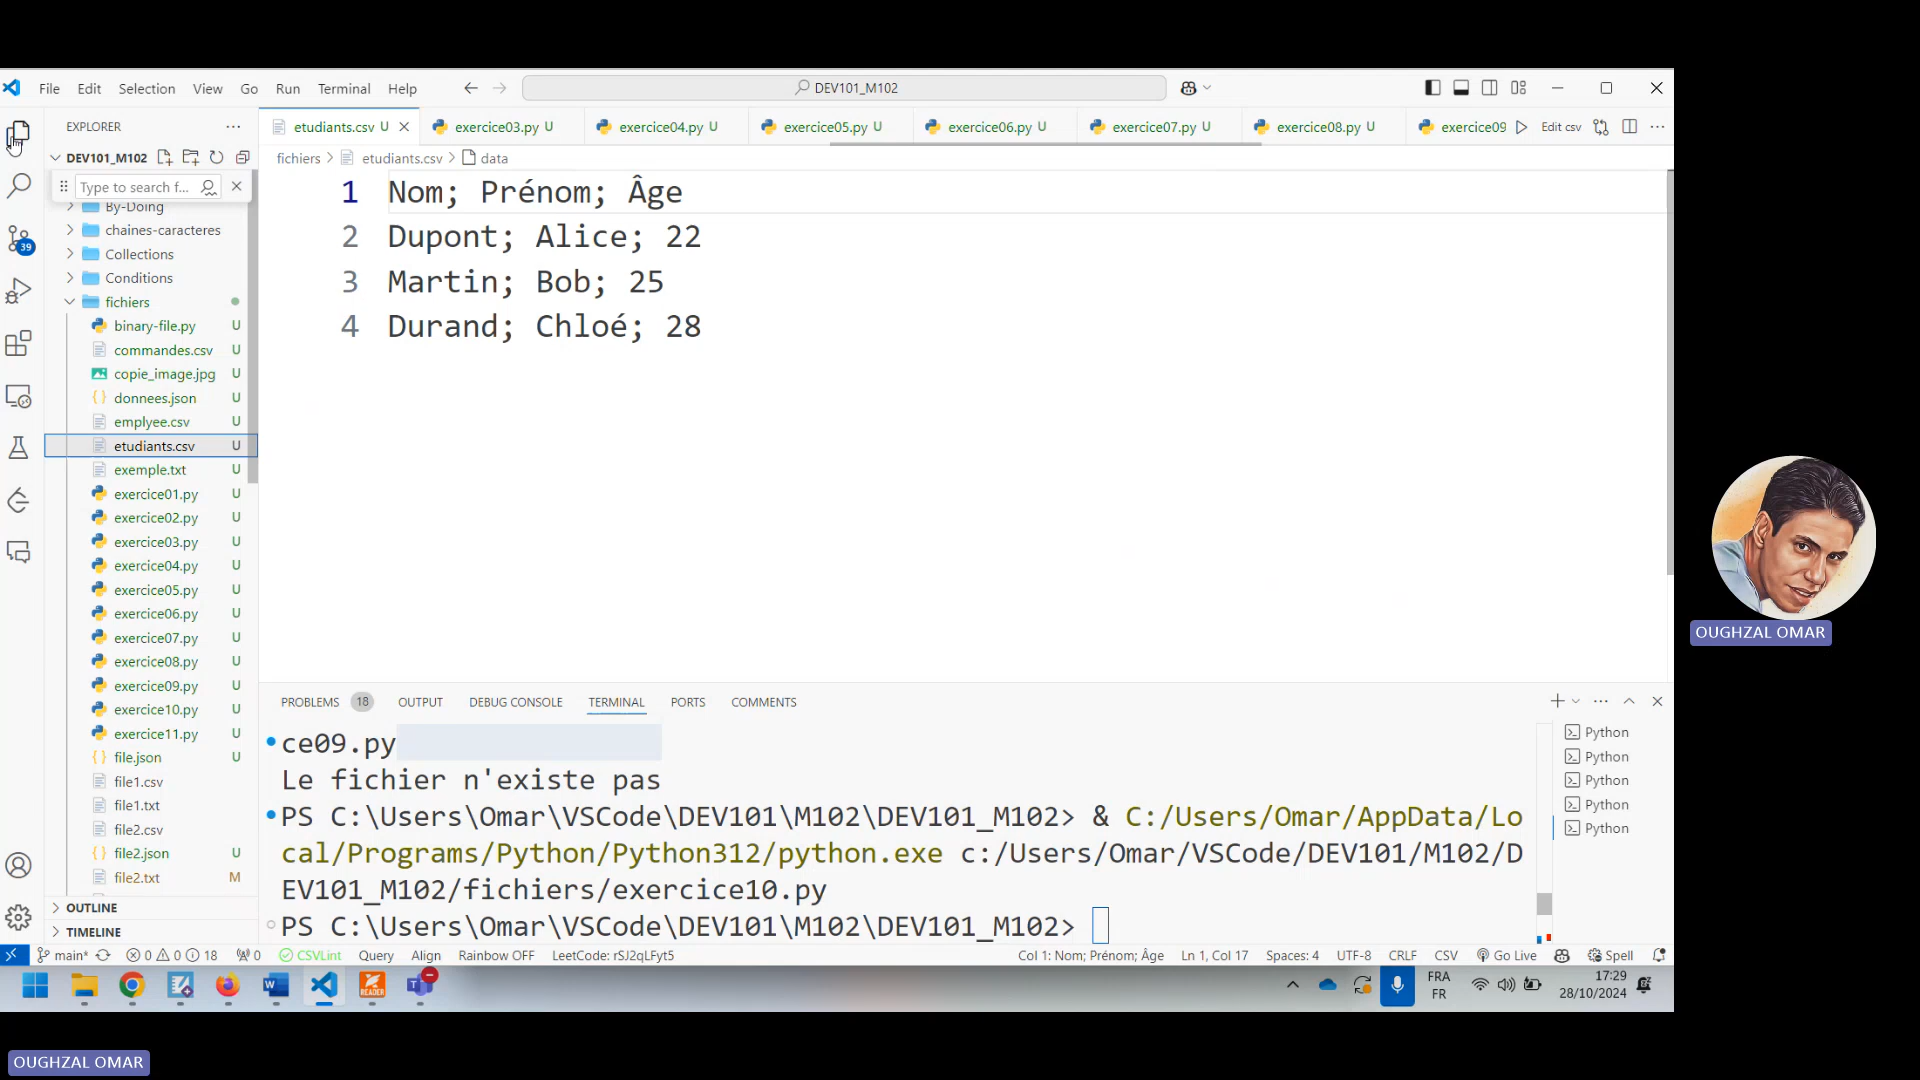 File Edit Selection View Go Run Terminal Help
DEV101_M102
EXPLORER
etudiants.csv U
exercice03.py U
exercice04.py U
exercice05.py U
exercice06.py U
exercice07.py U
exercice08.py U
exercice09
Edit csv
DEV101_M102
fichiers > etudiants.csv > data
Type to search f...
By-Doing
chaines-caracteres
Collections
Conditions
fichiers
binary-file.py U
commandes.csv U
copie_image.jpg U
donnees.json U
emplyee.csv U
etudiants.csv U
exemple.txt U
exercice01.py U
exercice02.py U
exercice03.py U
exercice04.py U
exercice05.py U
exercice06.py U
exercice07.py U
exercice08.py U
exercice09.py U
exercice10.py U
exercice11.py U
file.json U
file1.csv
file1.txt
file2.csv
file2.json U
file2.txt M
OUTLINE
TIMELINE
39
1 Nom; Prénom; Âge
2 Dupont; Alice; 22
3 Martin; Bob; 25
4 Durand; Chloé; 28
PROBLEMS 18 OUTPUT DEBUG CONSOLE TERMINAL PORTS COMMENTS
ce09.py
Le fichier n'existe pas
PS C:\Users\Omar\VSCode\DEV101\M102\DEV101_M102> & C:/Users/Omar/AppData/Lo
cal/Programs/Python/Python312/python.exe c:/Users/Omar/VSCode/DEV101/M102/D
EV101_M102/fichiers/exercice10.py
PS C:\Users\Omar\VSCode\DEV101\M102\DEV101_M102>
Python
Python
Python
Python
Python
main* 0 0 18 0 CSVLint Query Align Rainbow OFF LeetCode: rSJ2qLFyt5 Col 1: Nom; Prénom; Âge Ln 1, Col 17 Spaces: 4 UTF-8 CRLF CSV Go Live Spell
READER
FRA
FR
17:29
28/10/2024
OUGHZAL OMAR
OUGHZAL OMAR